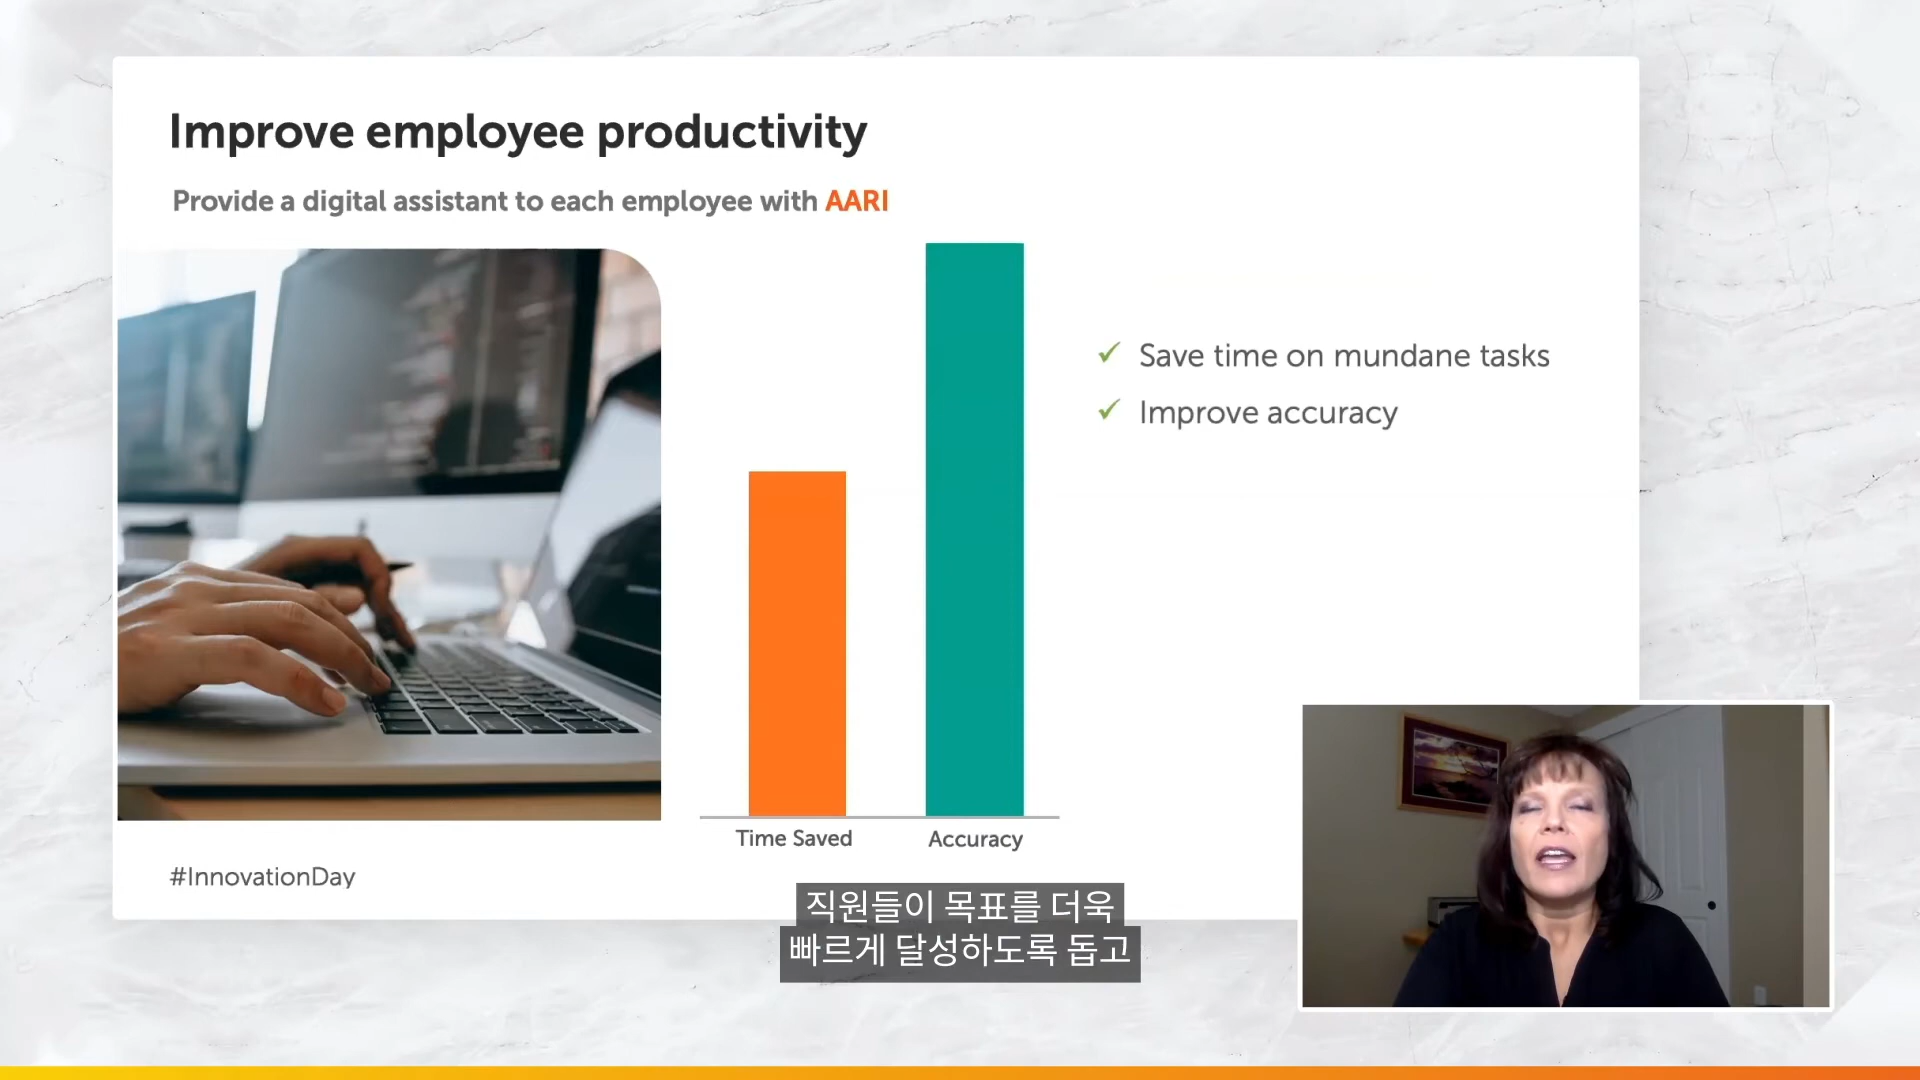 Improve employee productivity
Provide a digital assistant to each employee with AARI
✓ Save time on mundane tasks
✓ Improve accuracy
Time Saved
Accuracy
#InnovationDay
직원들이 목표를 더욱
빠르게 달성하도록 돕고